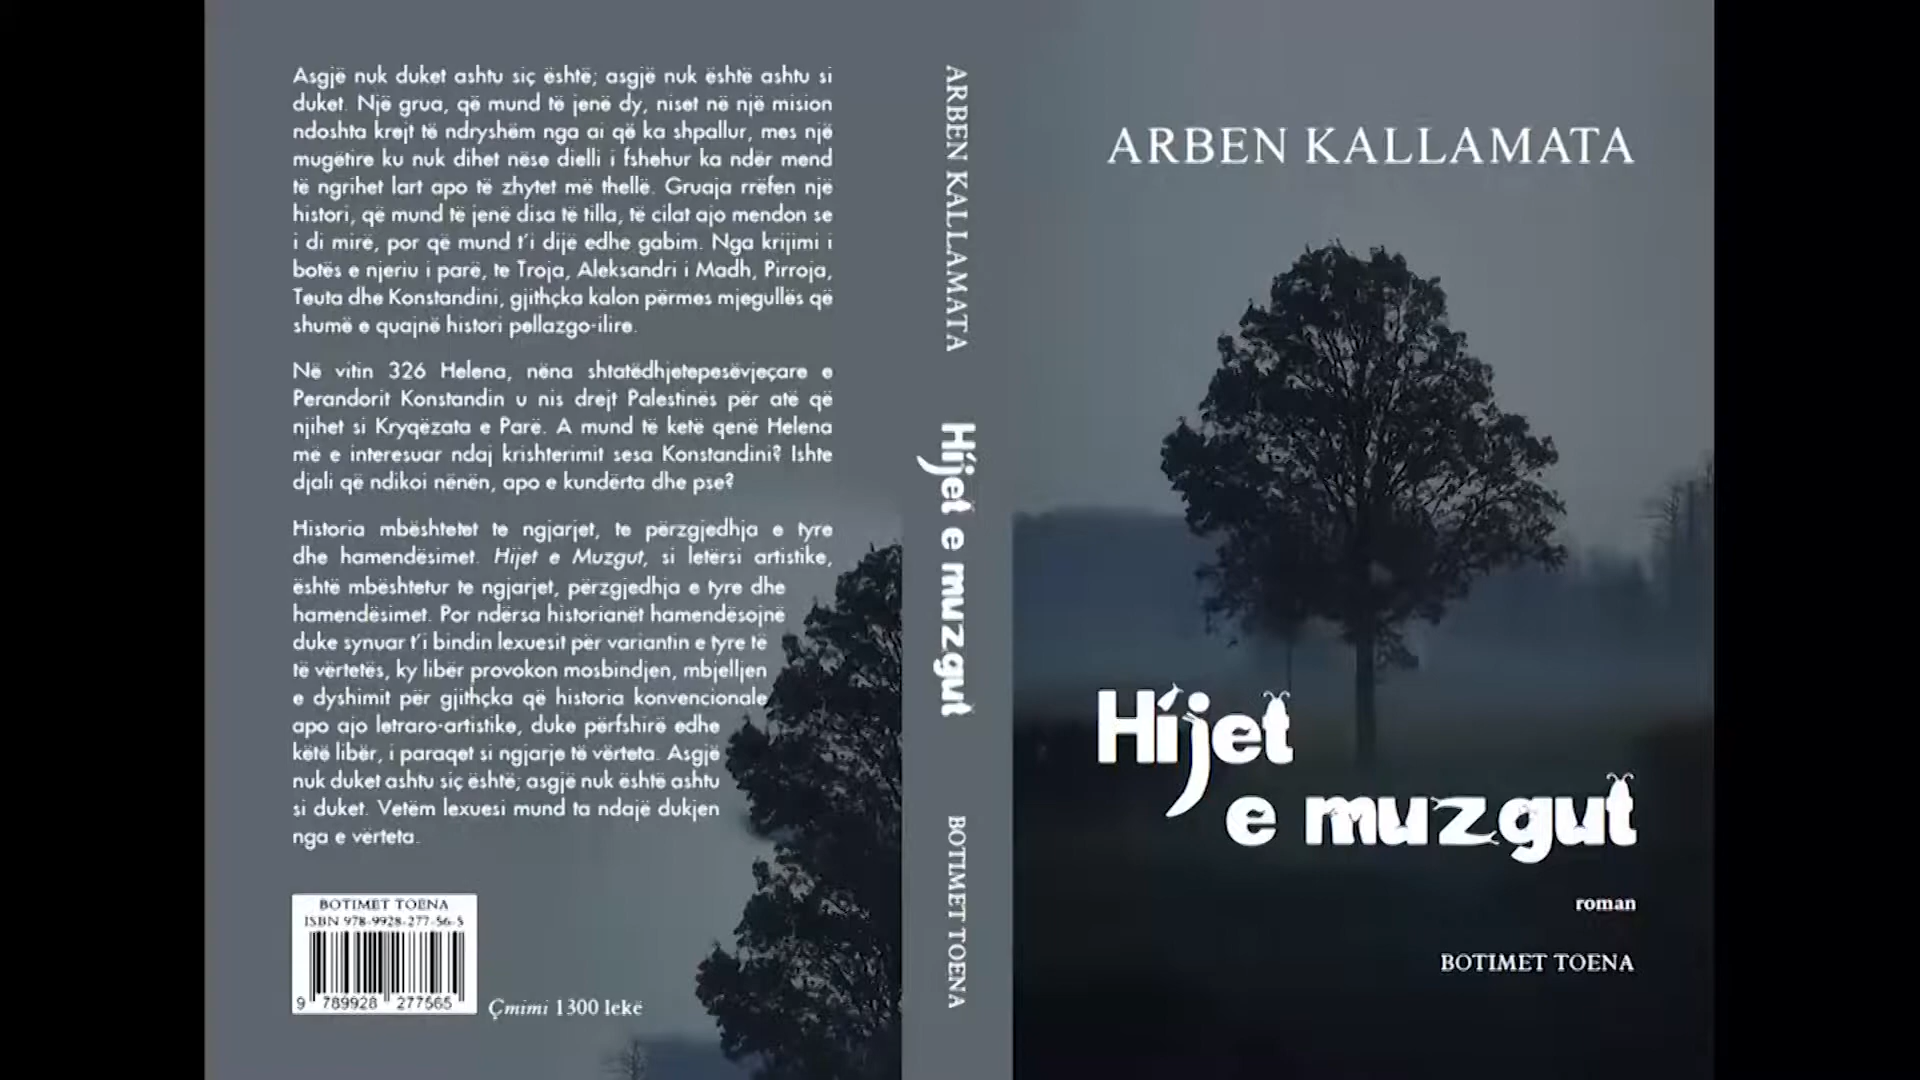 Asgjë nuk duket ashtu siç është; asgjë nuk është ashtu si
duket. Një grua, që mund të jenë dy, niset në një mision
ndoshta krejt të ndryshëm nga ai që ka shpallur, mes një
mugëtire ku nuk dihet nëse dielli i fshehur ka ndër mend
të ngrihet lart apo të zhytet më thellë. Gruaja rrëfen një
histori, që mund të jenë disa të tilla, të cilat ajo mendon se
i di mirë, por që mund t'i dijë edhe gabim. Nga krijimi i
botës e njeriu i parë, te Troja, Aleksandri i Madh, Pirroja,
Teuta dhe Konstandini, gjithçka kalon përmes mjegullës që
shumë e quajnë histori pellazgo-ilire.
Në vitin 326 Helena, nëna shtatëdhjetepesëvjeçare e
Perandorit Konstandin u nis drejt Palestinës për atë që
njihet si Kryqëzata e Parë. A mund të ketë qenë Helena
më e interesuar ndaj krishterimit sesa Konstandini? Ishte
djali që ndikoi nënën, apo e kundërta dhe pse?
Historia mbështetet te ngjarjet, te përzgjedhja e tyre
dhe hamendësimet. Hijet e Muzgut, si letërsi artistike,
është mbështetur te ngjarjet, përzgjedhja e tyre dhe
hamendësimet. Por ndërsa historianët hamendësojnë
duke synuar t'i bindin lexuesit për variantin e tyre të
të vërtetës, ky libër provokon mosbindjen, mbjelljen
e dyshimit për gjithçka që historia konvencionale
apo ajo letraro-artistike, duke përfshirë edhe
këtë libër, i paraqet si ngjarje të vërteta. Asgjë
nuk duket ashtu siç është; asgjë nuk është ashtu
si duket. Vetëm lexuesi mund ta ndajë dukjen
nga e vërteta.
BOTIMET TOENA
ISBN 978-9928-277-56-5
9 789928 277565
Çmimi 1300 lekë
ARBEN KALLAMATA
Hijet e muzgut
BOTIMET TOENA
ARBEN KALLAMATA
Hijet
e muzgut
roman
BOTIMET TOENA